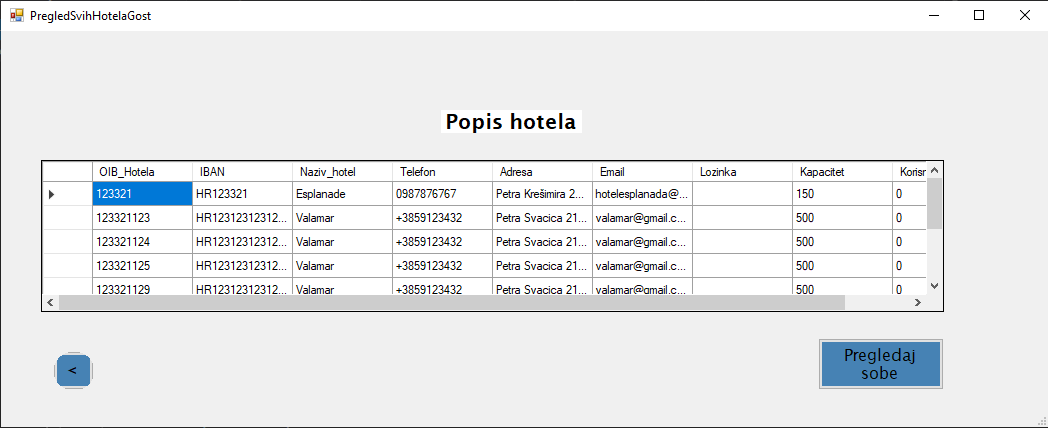 PregledSvihHotelaGost
Popis hotela
OIB_Hotela IBAN Naziv_hotel Telefon Adresa Email Lozinka Kapacitet Korisr
123321 HR123321 Esplanade 0987876767 Petra Krešimira 2... hotelesplanada@... 150 0
123321123 HR12312312312... Valamar +3859123432 Petra Svacica 21... valamar@gmail.c... 500 0
123321124 HR12312312312... Valamar +3859123432 Petra Svacica 21... valamar@gmail.c... 500 0
123321125 HR12312312312... Valamar +3859123432 Petra Svacica 21... valamar@gmail.c... 500 0
123321129 HR12312312312... Valamar +3859123432 Petra Svacica 21... valamar@gmail.c... 500 0
<
Pregledaj
sobe